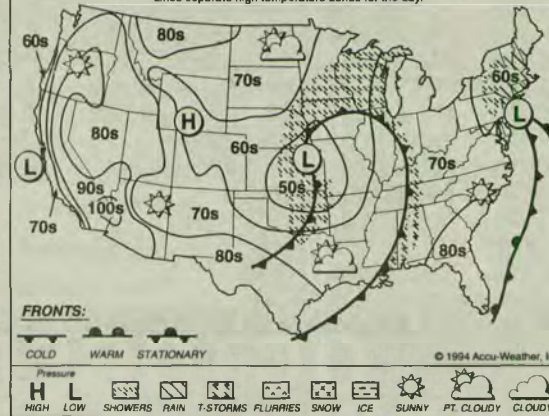 Lines separate high temperature zones for the day.
60s
80s
70s
60s
80s
H
60s
L
L
L
50s
70s
90s
100s
70s
70s
80s
80s
FRONTS:
COLD WARM STATIONARY
© 1994 Accu-Weather, I
Pressure
H L
HIGH LOW SHOWERS RAIN T-STORMS FLURRIES SNOW ICE SUNNY PT. CLOUDY CLOUDY